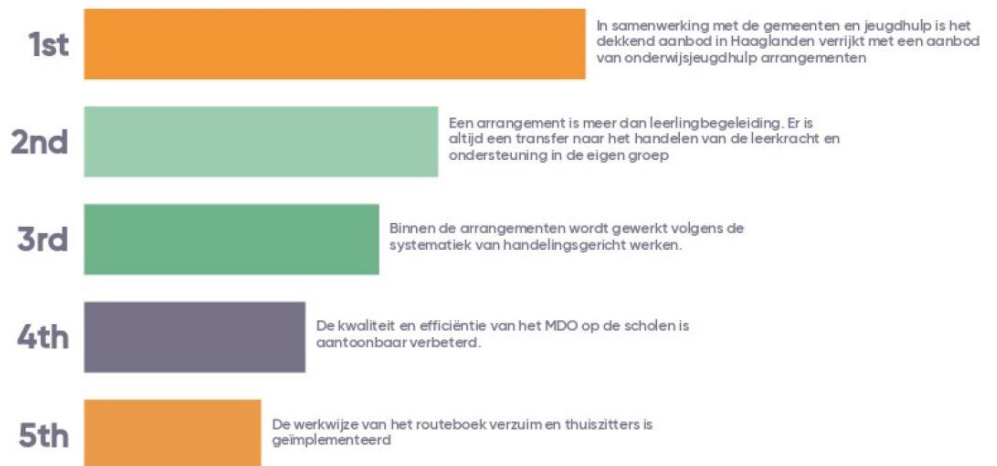 1st
In samenwerking met de gemeenten en jeugdhulp is het
dekkend aanbod in Haaglanden verrijkt met een aanbod
van onderwijsjeugdhulp arrangementen
2nd
Een arrangement is meer dan leerlingbegeleiding. Er is
altijd een transfer naar het handelen van de leerkracht en
ondersteuning in de eigen groep
3rd
Binnen de arrangementen wordt gewerkt volgens de
systematiek van handelingsgericht werken.
4th
De kwaliteit en efficiëntie van het MDO op de scholen is
aantoonbaar verbeterd.
5th
De werkwijze van het routeboek verzuim en thuiszitters is
geïmplementeerd